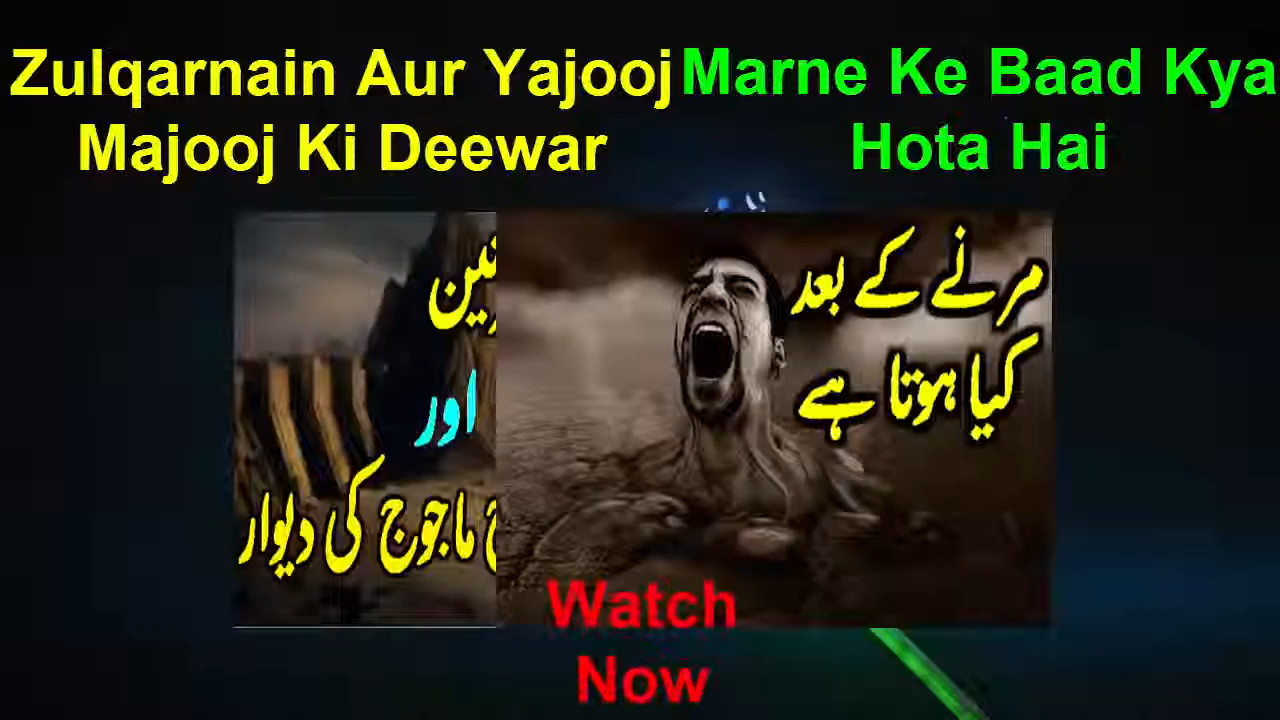 Zulqarnain Aur Yajooj
Majooj Ki Deewar
Marne Ke Baad Kya
Hota Hai
اور
ماجوج کی دیوار
مرنے کے بعد
کیا ہوتا ہے
Watch
Now